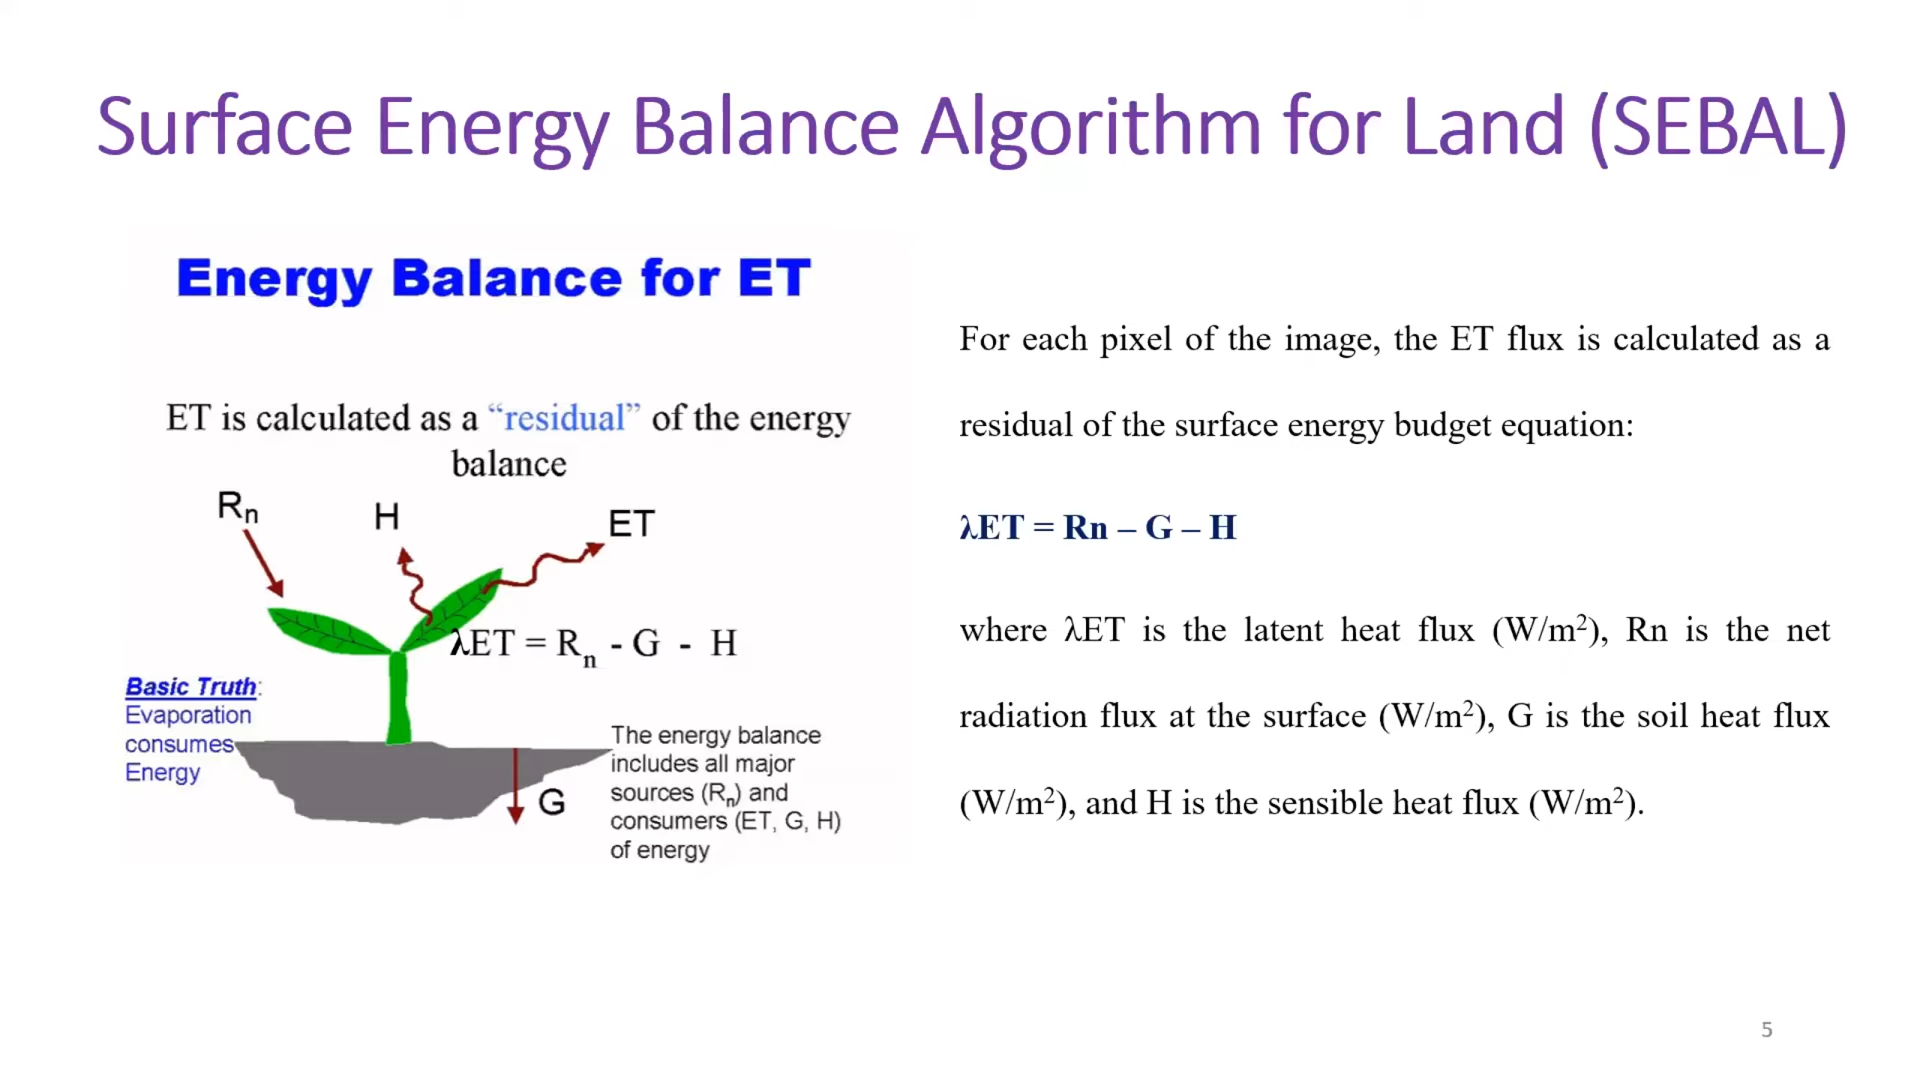 Surface Energy Balance Algorithm for Land (SEBAL)
Energy Balance for ET
ET is calculated as a “residual” of the energy
balance
Rn
H
ET
λET = Rn - G - H
Basic Truth:
Evaporation
consumes
Energy
G
The energy balance
includes all major
sources (Rn) and
consumers (ET, G, H)
of energy
For each pixel of the image, the ET flux is calculated as a
residual of the surface energy budget equation:
λET = Rn – G – H
where λET is the latent heat flux (W/m²), Rn is the net
radiation flux at the surface (W/m²), G is the soil heat flux
(W/m²), and H is the sensible heat flux (W/m²).
5